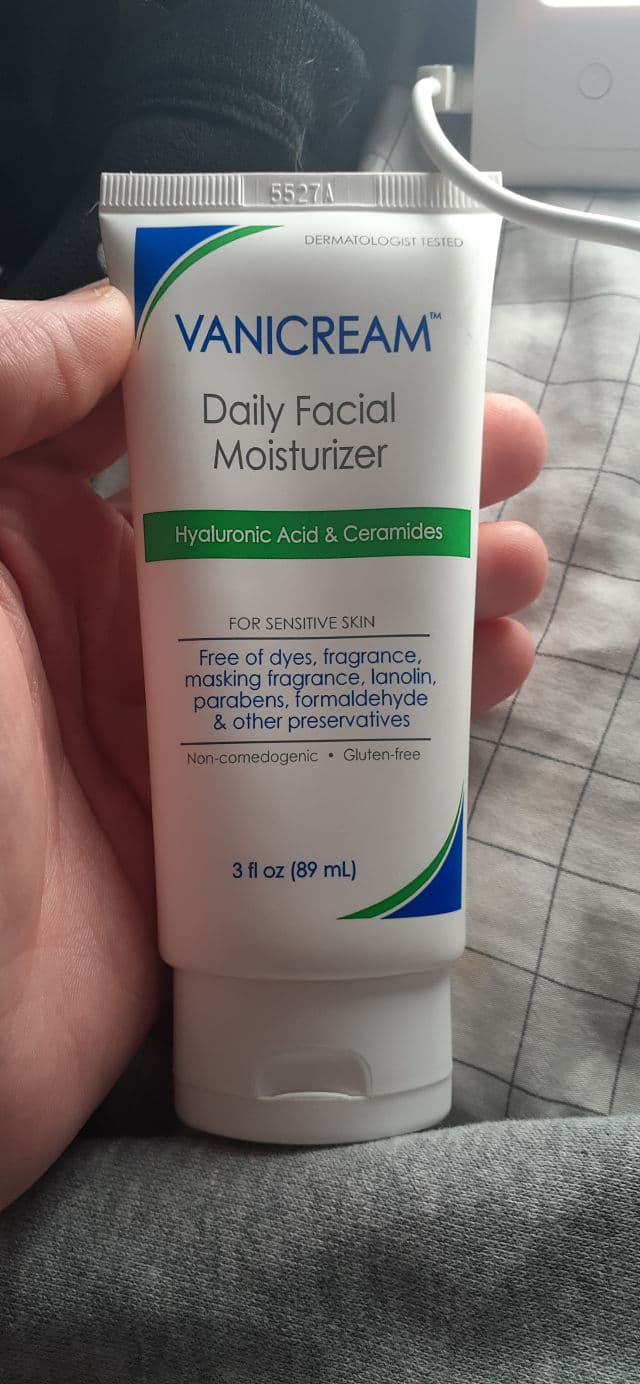 5527A
DERMATOLOGIST TESTED
VANICREAM™
Daily Facial
Moisturizer
Hyaluronic Acid & Ceramides
FOR SENSITIVE SKIN
Free of dyes, fragrance,
masking fragrance, lanolin,
parabens, formaldehyde
& other preservatives
Non-comedogenic • Gluten-free
3 fl oz (89 mL)